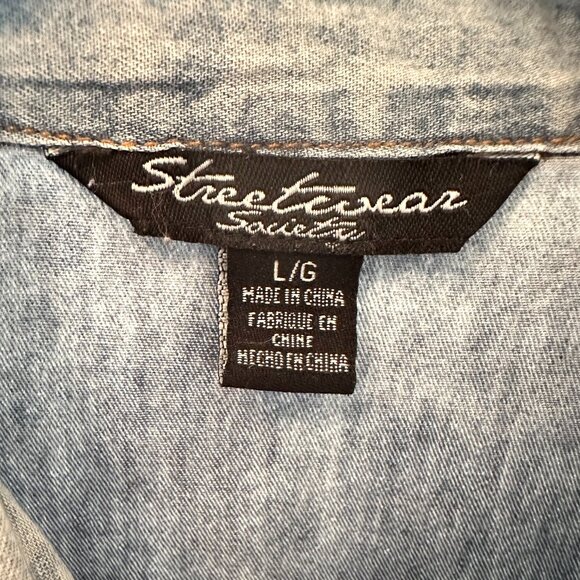 Streetwear
Society
L/G
MADE IN CHINA
FABRIQUE EN
CHINE
HECHO EN CHINA